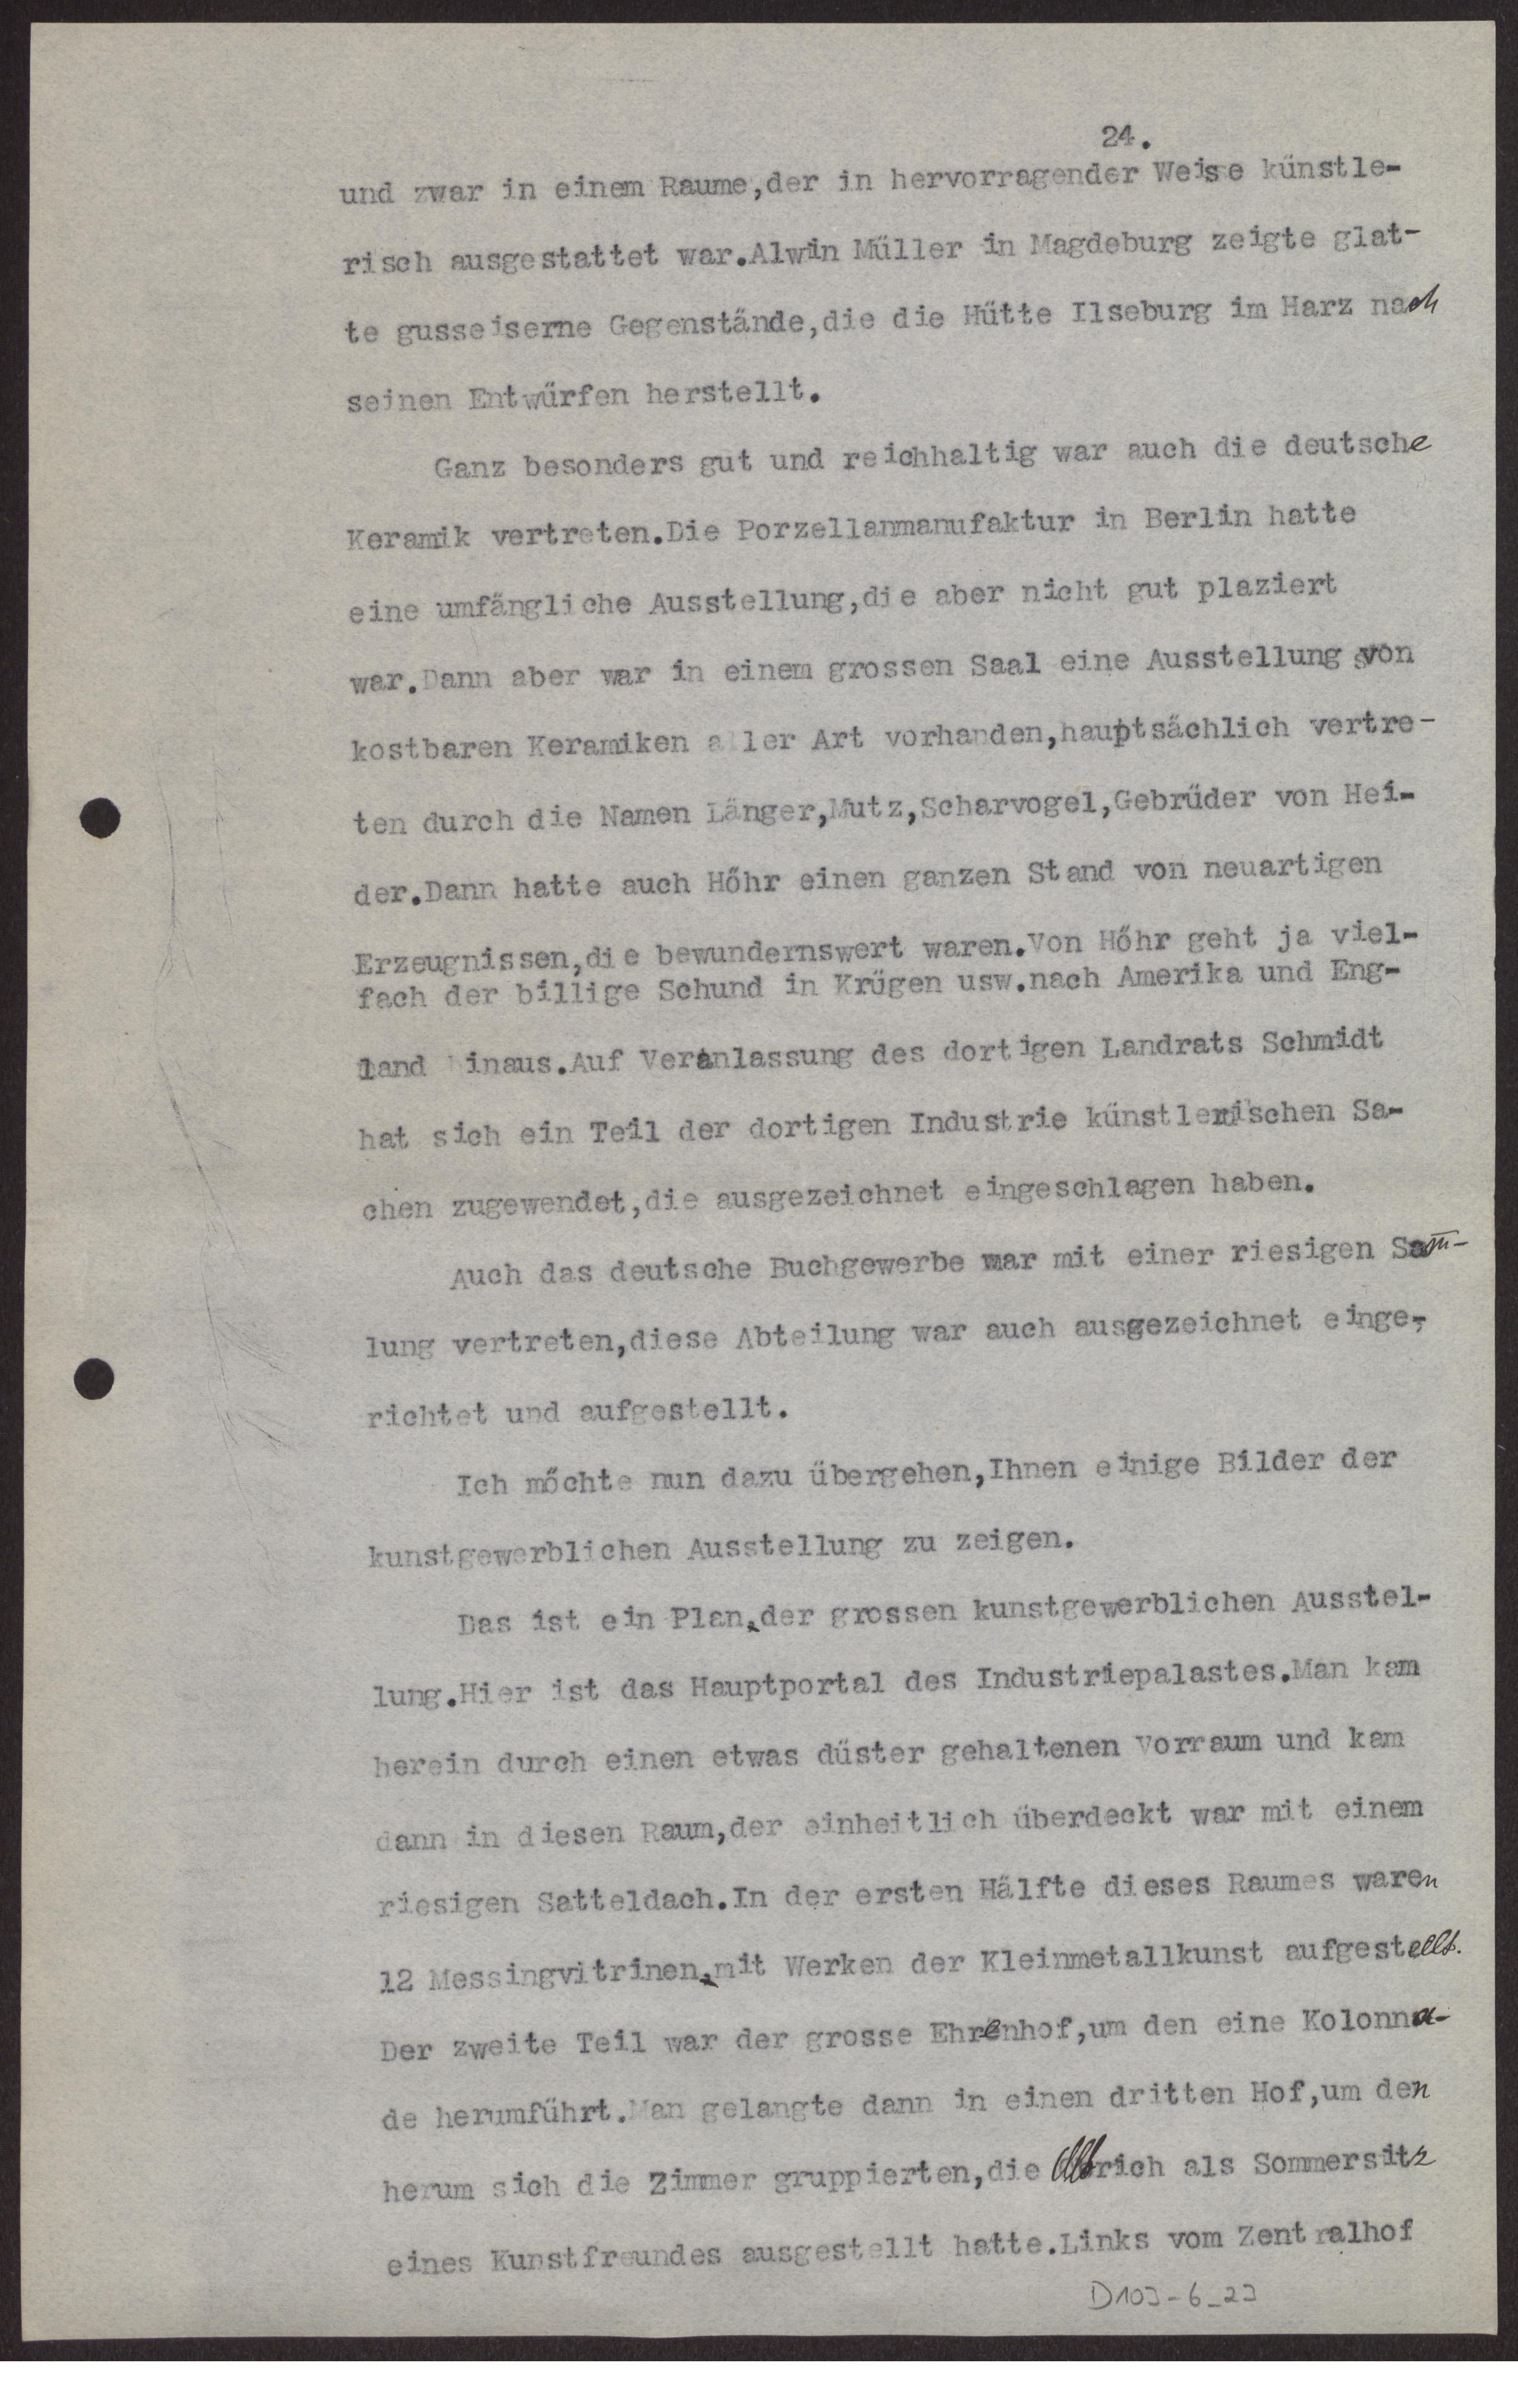 24.
und zwar in einem Raume,der in hervorragender Weise künstle-
risch ausgestattet war.Alwin Müller in Magdeburg zeigte glat-
te gusseiserne Gegenstände,die die Hütte Ilseburg im Harz nach
seinen Entwürfen herstellt.
Ganz besonders gut und reichhaltig war auch die deutsche
Keramik vertreten.Die Porzellanmanufaktur in Berlin hatte
eine umfängliche Ausstellung,die aber nicht gut plaziert
war.Dann aber war in einem grossen Saal eine Ausstellung von
kostbaren Keramiken aller Art vorhanden,hauptsächlich vertre-
ten durch die Namen Länger,Mutz,Scharvogel,Gebrüder von Hei-
der.Dann hatte auch Höhr einen ganzen Stand von neuartigen
Erzeugnissen,die bewundernswert waren.Von Höhr geht ja viel-
fach der billige Schund in Krügen usw.nach Amerika und Eng-
land hinaus.Auf Veranlassung des dortigen Landrats Schmidt
hat sich ein Teil der dortigen Industrie künstlerischen Sa-
chen zugewendet,die ausgezeichnet eingeschlagen haben.
Auch das deutsche Buchgewerbe war mit einer riesigen Sam̅-
lung vertreten,diese Abteilung war auch ausgezeichnet einge-
richtet und aufgestellt.
Ich möchte nun dazu übergehen,Ihnen einige Bilder der
kunstgewerblichen Ausstellung zu zeigen.
Das ist ein Plan der grossen kunstgewerblichen Ausstel-
lung.Hier ist das Hauptportal des Industriepalastes.Man kam
herein durch einen etwas düster gehaltenen Vorraum und kam
dann in diesen Raum,der einheitlich überdeckt war mit einem
riesigen Satteldach.In der ersten Hälfte dieses Raumes waren
12 Messingvitrinen mit Werken der Kleinmetallkunst aufgestellt.
Der zweite Teil war der grosse Ehrenhof,um den eine Kolonna-
de herumführt.Man gelangte dann in einen dritten Hof,um den
herum sich die Zimmer gruppierten,die Olbrich als Sommersitz
eines Kunstfreundes ausgestellt hatte.Links vom Zentralhof
D103-6_23